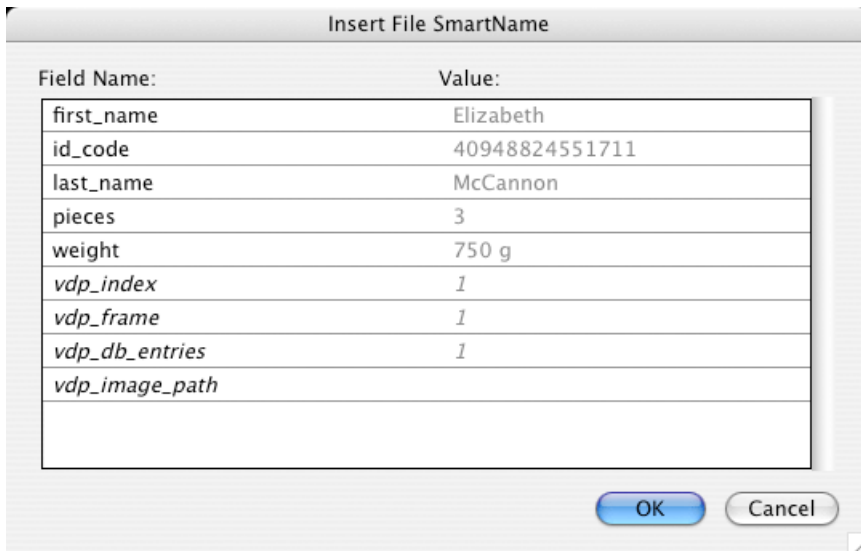 Insert File SmartName
Field Name: Value:
first_name Elizabeth
id_code 40948824551711
last_name McCannon
pieces 3
weight 750 g
vdp_index 1
vdp_frame 1
vdp_db_entries 1
vdp_image_path
OK Cancel